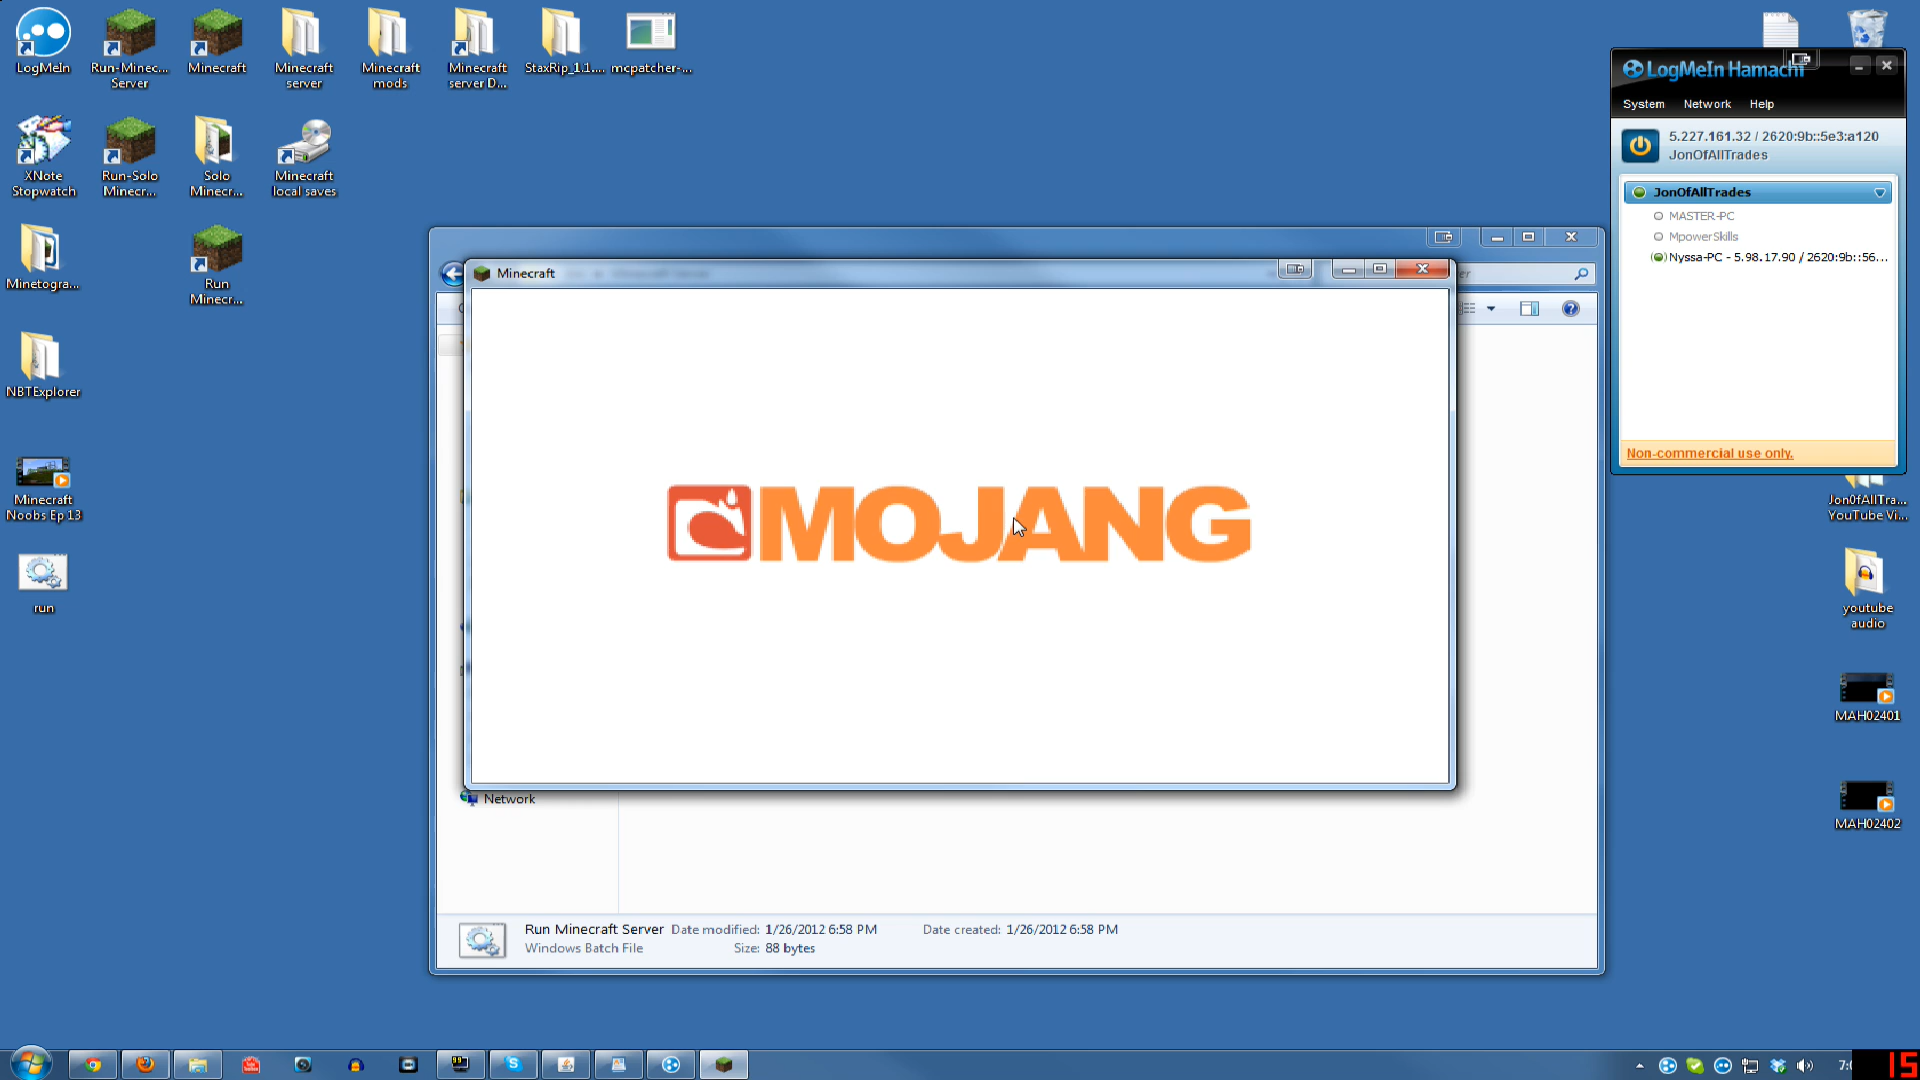 LogMeIn
Run-Minec...
Server
Minecraft
Minecraft
server
Minecraft
mods
Minecraft
server D...
StaxRip_1.1....
mcpatcher-...
XNote
Stopwatch
Run-Solo
Minecr...
Solo
Minecr...
Minecraft
local saves
Minetogra...
Run
Minecr...
NBTExplorer
Minecraft
Noobs Ep 13
run
LogMeIn Hamachi
System Network Help
5.227.161.32 / 2620:9b::5e3:a120
JonOfAllTrades
JonOfAllTrades
MASTER-PC
MpowerSkills
Nyssa-PC - 5.98.17.90 / 2620:9b::56...
Non-commercial use only.
Minecraft
MOJANG
Network
Run Minecraft Server Date modified: 1/26/2012 6:58 PM Date created: 1/26/2012 6:58 PM
Windows Batch File Size: 88 bytes
JonOfAllTra...
YouTube Vi...
youtube
audio
MAH02401
MAH02402
99
15